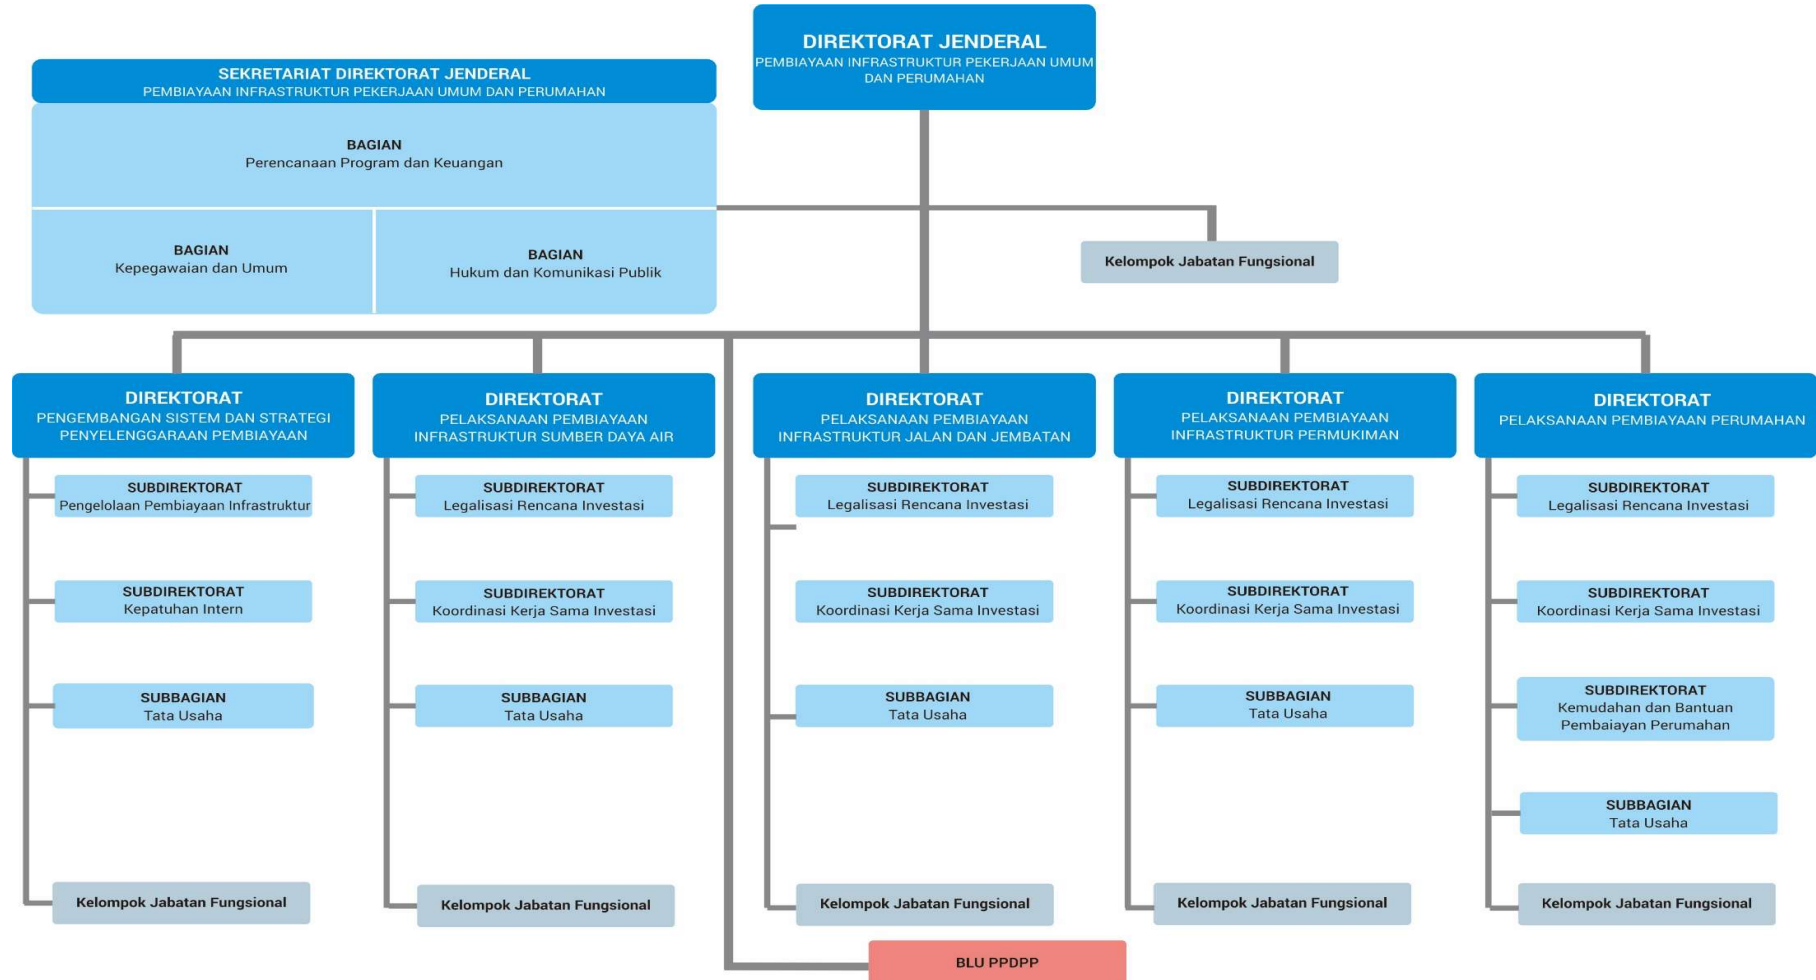 DIREKTORAT JENDERAL
PEMBIAYAAN INFRASTRUKTUR PEKERJAAN UMUM
DAN PERUMAHAN
SEKRETARIAT DIREKTORAT JENDERAL
PEMBIAYAAN INFRASTRUKTUR PEKERJAAN UMUM DAN PERUMAHAN
BAGIAN
Perencanaan Program dan Keuangan
BAGIAN
Kepegawaian dan Umum
BAGIAN
Hukum dan Komunikasi Publik
Kelompok Jabatan Fungsional
DIREKTORAT
PENGEMBANGAN SISTEM DAN STRATEGI
PENYELENGGARAAN PEMBIAYAAN
SUBDIREKTORAT
Pengelolaan Pembiayaan Infrastruktur
SUBDIREKTORAT
Kepatuhan Intern
SUBBAGIAN
Tata Usaha
Kelompok Jabatan Fungsional
DIREKTORAT
PELAKSANAAN PEMBIAYAAN
INFRASTRUKTUR SUMBER DAYA AIR
SUBDIREKTORAT
Legalisasi Rencana Investasi
SUBDIREKTORAT
Koordinasi Kerja Sama Investasi
SUBBAGIAN
Tata Usaha
Kelompok Jabatan Fungsional
DIREKTORAT
PELAKSANAAN PEMBIAYAAN
INFRASTRUKTUR JALAN DAN JEMBATAN
SUBDIREKTORAT
Legalisasi Rencana Investasi
SUBDIREKTORAT
Koordinasi Kerja Sama Investasi
SUBBAGIAN
Tata Usaha
Kelompok Jabatan Fungsional
DIREKTORAT
PELAKSANAAN PEMBIAYAAN
INFRASTRUKTUR PERMUKIMAN
SUBDIREKTORAT
Legalisasi Rencana Investasi
SUBDIREKTORAT
Koordinasi Kerja Sama Investasi
SUBBAGIAN
Tata Usaha
Kelompok Jabatan Fungsional
DIREKTORAT
PELAKSANAAN PEMBIAYAAN PERUMAHAN
SUBDIREKTORAT
Legalisasi Rencana Investasi
SUBDIREKTORAT
Koordinasi Kerja Sama Investasi
SUBDIREKTORAT
Kemudahan dan Bantuan
Pembaiayan Perumahan
SUBBAGIAN
Tata Usaha
Kelompok Jabatan Fungsional
BLU PPDPP